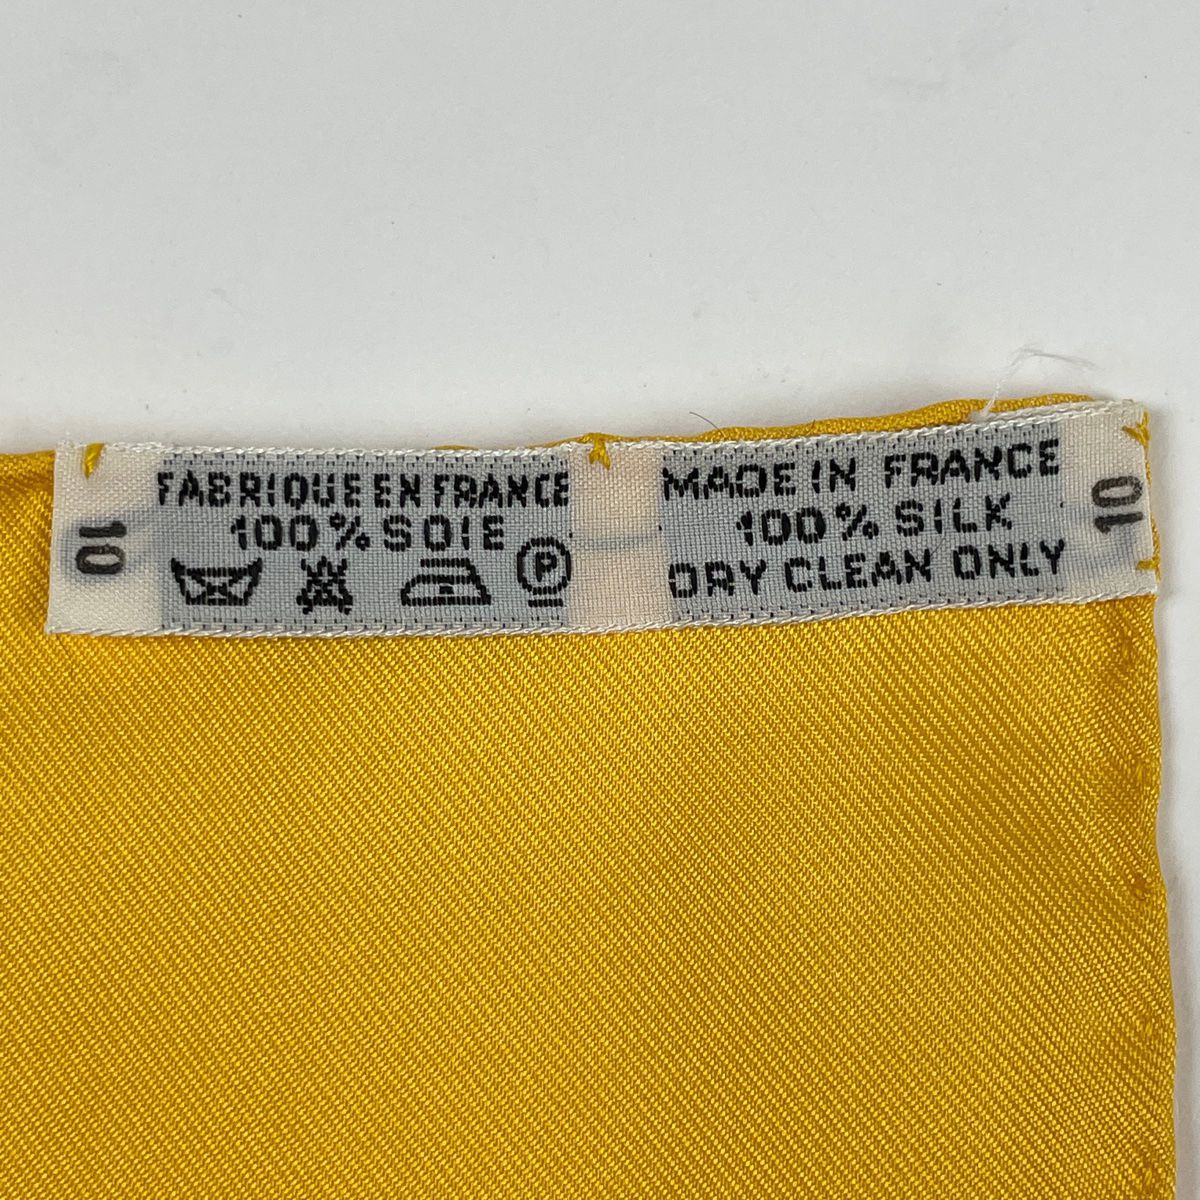 10
FABRIQUE EN FRANCE
100% SOIE
P
MADE IN FRANCE
100% SILK
DRY CLEAN ONLY
10